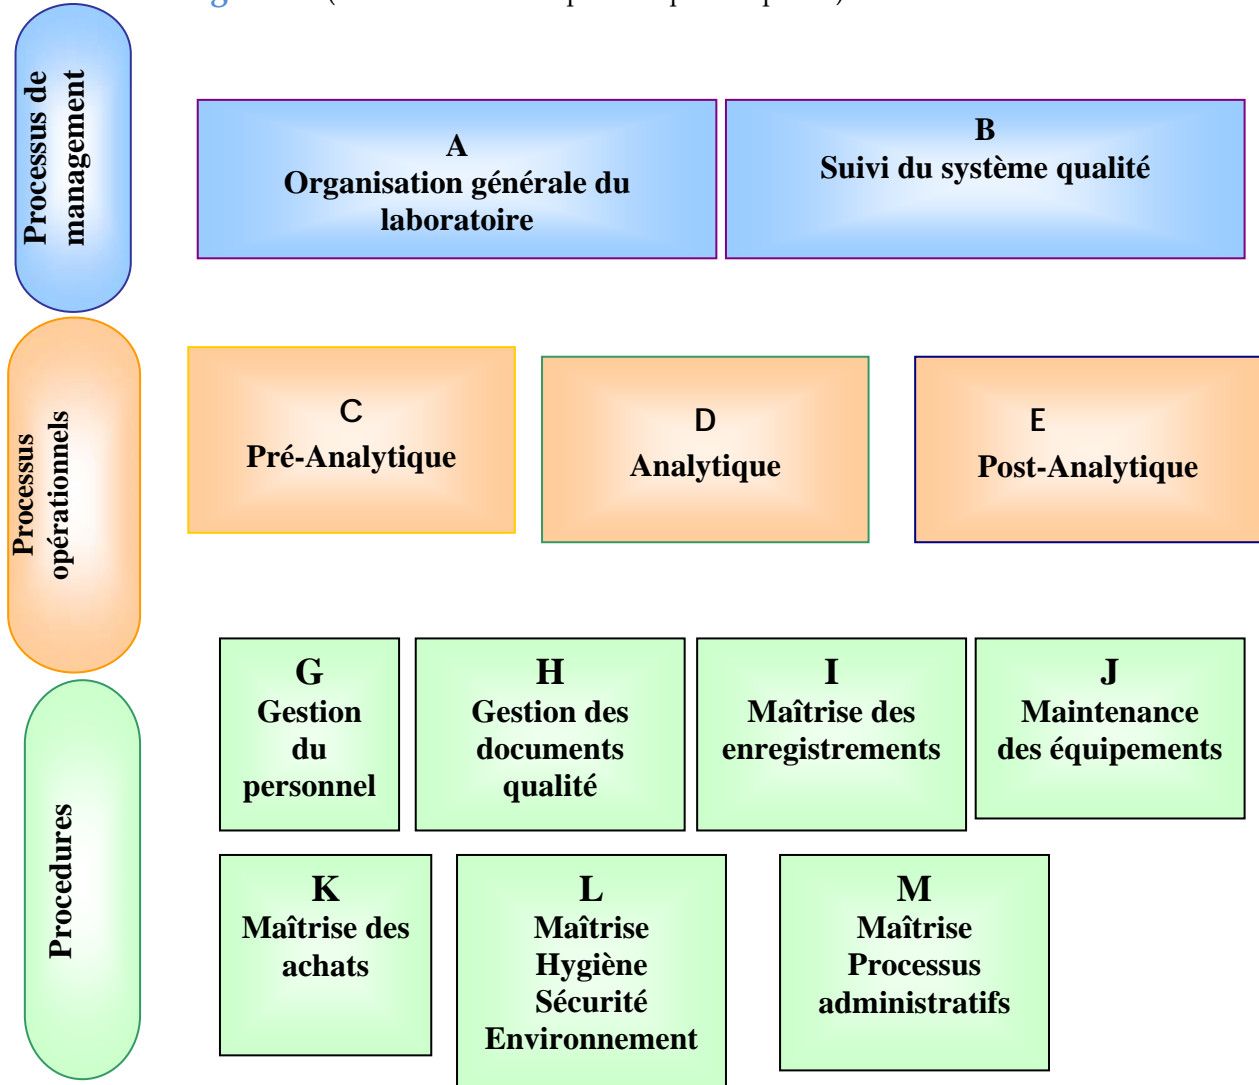 Processus de
management
A
Organisation générale du
laboratoire
B
Suivi du système qualité
Processus
opérationnels
C
Pré-Analytique
D
Analytique
E
Post-Analytique
Procedures
G
Gestion
du
personnel
H
Gestion des
documents
qualité
I
Maîtrise des
enregistrements
J
Maintenance
des équipements
K
Maîtrise des
achats
L
Maîtrise
Hygiène
Sécurité
Environnement
M
Maîtrise
Processus
administratifs